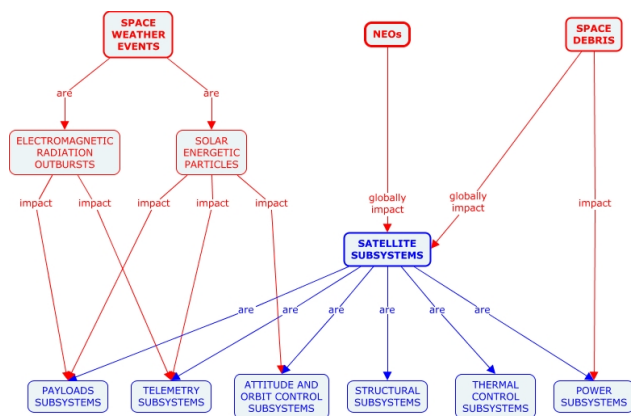 SPACE
WEATHER
EVENTS
NEOs
SPACE
DEBRIS
are
are
ELECTROMAGNETIC
RADIATION
OUTBURSTS
SOLAR
ENERGETIC
PARTICLES
impact
impact
impact
impact
impact
globally
impact
globally
impact
impact
SATELLITE
SUBSYSTEMS
are
are
are
are
are
are
PAYLOADS
SUBSYSTEMS
TELEMETRY
SUBSYSTEMS
ATTITUDE AND
ORBIT CONTROL
SUBSYSTEMS
STRUCTURAL
SUBSYSTEMS
THERMAL
CONTROL
SUBSYSTEMS
POWER
SUBSYSTEMS